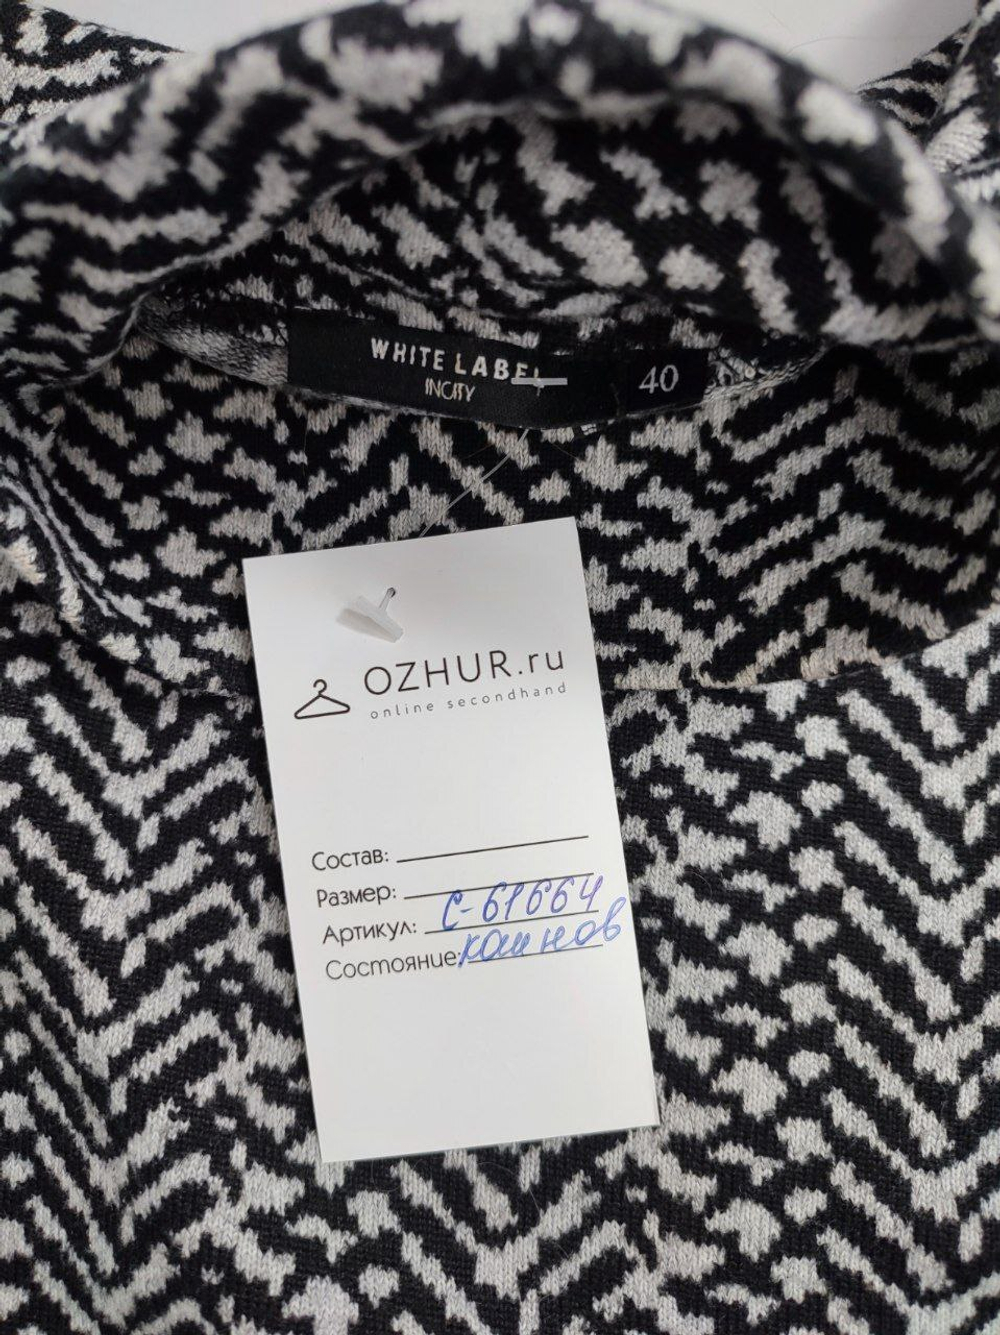 WHITE LABEL
INCITY
40
OZHUR.ru
online secondhand
Состав:
Размер:
Артикул: С-61664
Состояние: как нов